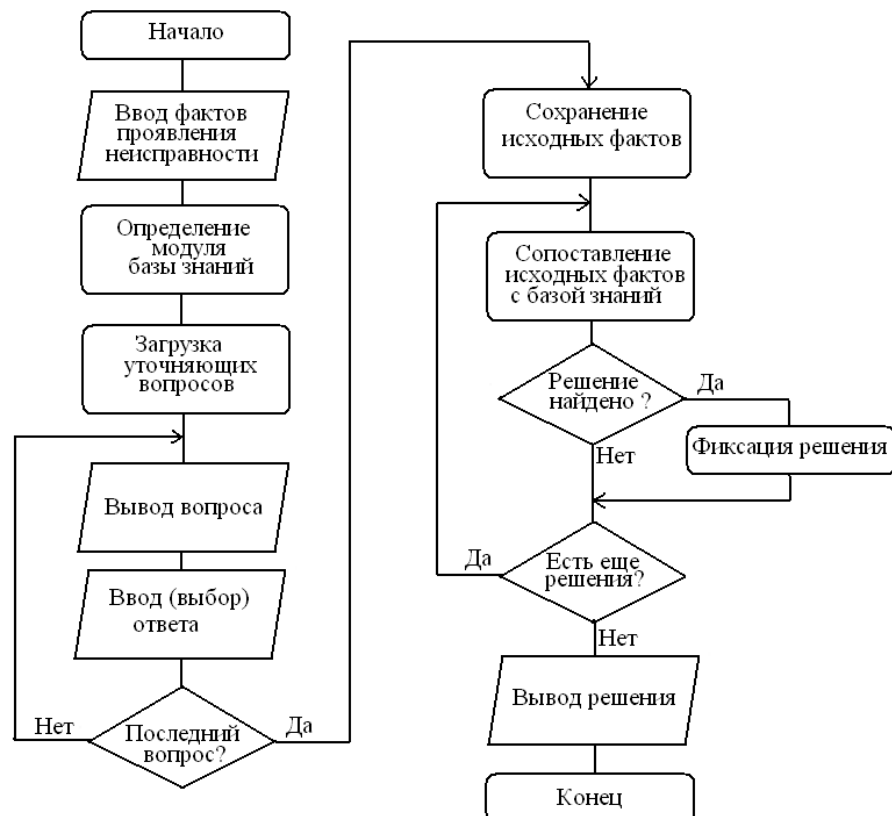 Начало
Ввод фактов
проявления
неисправности
Определение
модуля
базы знаний
Загрузка
уточняющих
вопросов
Вывод вопроса
Ввод (выбор)
ответа
Нет
Последний
вопрос?
Да
Сохранение
исходных фактов
Сопоставление
исходных фактов
с базой знаний
Решение
найдено ?
Да
Фиксация решения
Нет
Да
Есть еще
решения?
Нет
Вывод решения
Конец